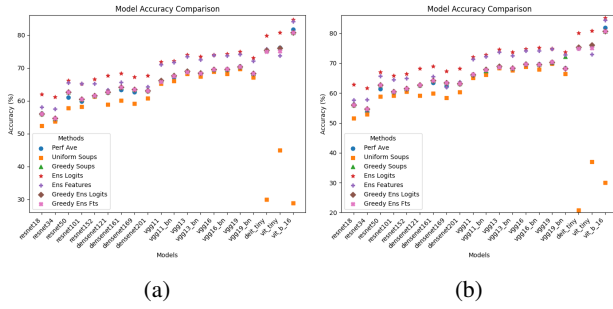 Model Accuracy Comparison
80
70
60
50
40
30
Accuracy (%)
Methods
Perf Ave
Uniform Soups
Greedy Soups
Ens Logits
Ens Features
Greedy Ens Logits
Greedy Ens Fts
resnet18
resnet34
resnet50
resnet101
resnet152
densenet121
densenet161
densenet169
densenet201
vgg11
vgg11_bn
vgg13
vgg13_bn
vgg16
vgg16_bn
vgg19
vgg19_bn
deit_tiny
vit_tiny
vit_b_16
Models
(a)
Model Accuracy Comparison
80
70
60
50
40
30
20
Accuracy (%)
Methods
Perf Ave
Uniform Soups
Greedy Soups
Ens Logits
Ens Features
Greedy Ens Logits
Greedy Ens Fts
resnet18
resnet34
resnet50
resnet101
resnet152
densenet121
densenet161
densenet169
densenet201
vgg11
vgg11_bn
vgg13
vgg13_bn
vgg16
vgg16_bn
vgg19
vgg19_bn
deit_tiny
vit_tiny
vit_b_16
Models
(b)